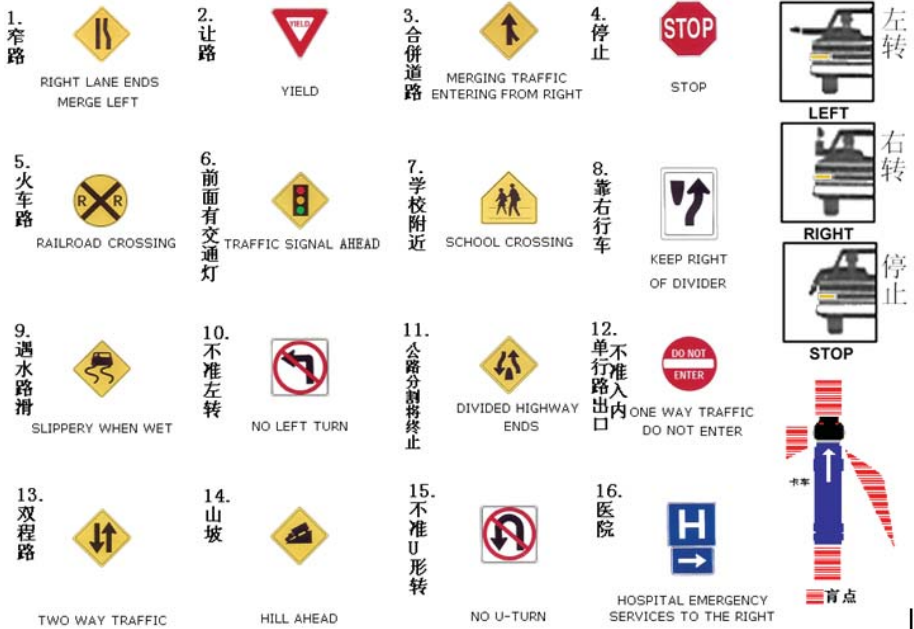 1.
窄路
RIGHT LANE ENDS
MERGE LEFT
2.
让路
YIELD
YIELD
3.
合併道路
MERGING TRAFFIC
ENTERING FROM RIGHT
4.
停止
STOP
STOP
左转
LEFT
右转
RIGHT
停止
STOP
5.
火车路
R R
RAILROAD CROSSING
6.
前面有交通灯
TRAFFIC SIGNAL AHEAD
7.
学校附近
SCHOOL CROSSING
8.
靠右行车
KEEP RIGHT
OF DIVIDER
9.
遇水路滑
SLIPPERY WHEN WET
10.
不准左转
NO LEFT TURN
11.
公路分割将终止
DIVIDED HIGHWAY
ENDS
12.
单行路出口
不准入内
DO NOT
ENTER
ONE WAY TRAFFIC
DO NOT ENTER
13.
双程路
TWO WAY TRAFFIC
14.
山坡
HILL AHEAD
15.
不准U形转
NO U-TURN
16.
医院
H
HOSPITAL EMERGENCY
SERVICES TO THE RIGHT
卡车
盲点